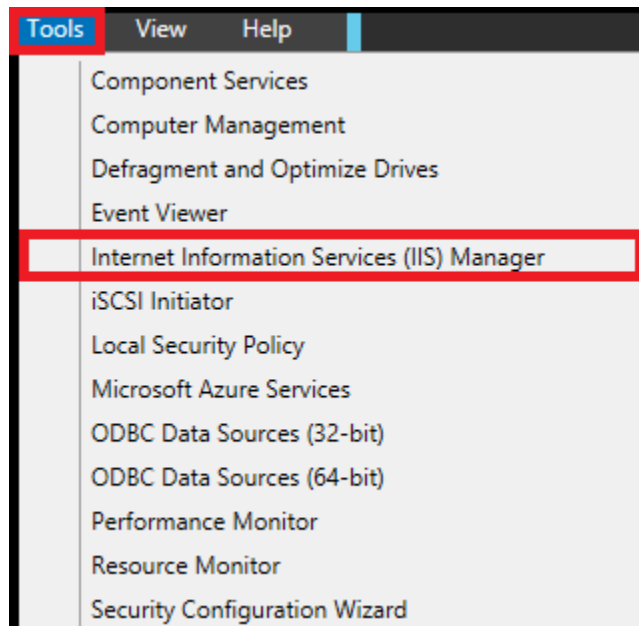 Tools View Help
Component Services
Computer Management
Defragment and Optimize Drives
Event Viewer
Internet Information Services (IIS) Manager
iSCSI Initiator
Local Security Policy
Microsoft Azure Services
ODBC Data Sources (32-bit)
ODBC Data Sources (64-bit)
Performance Monitor
Resource Monitor
Security Configuration Wizard